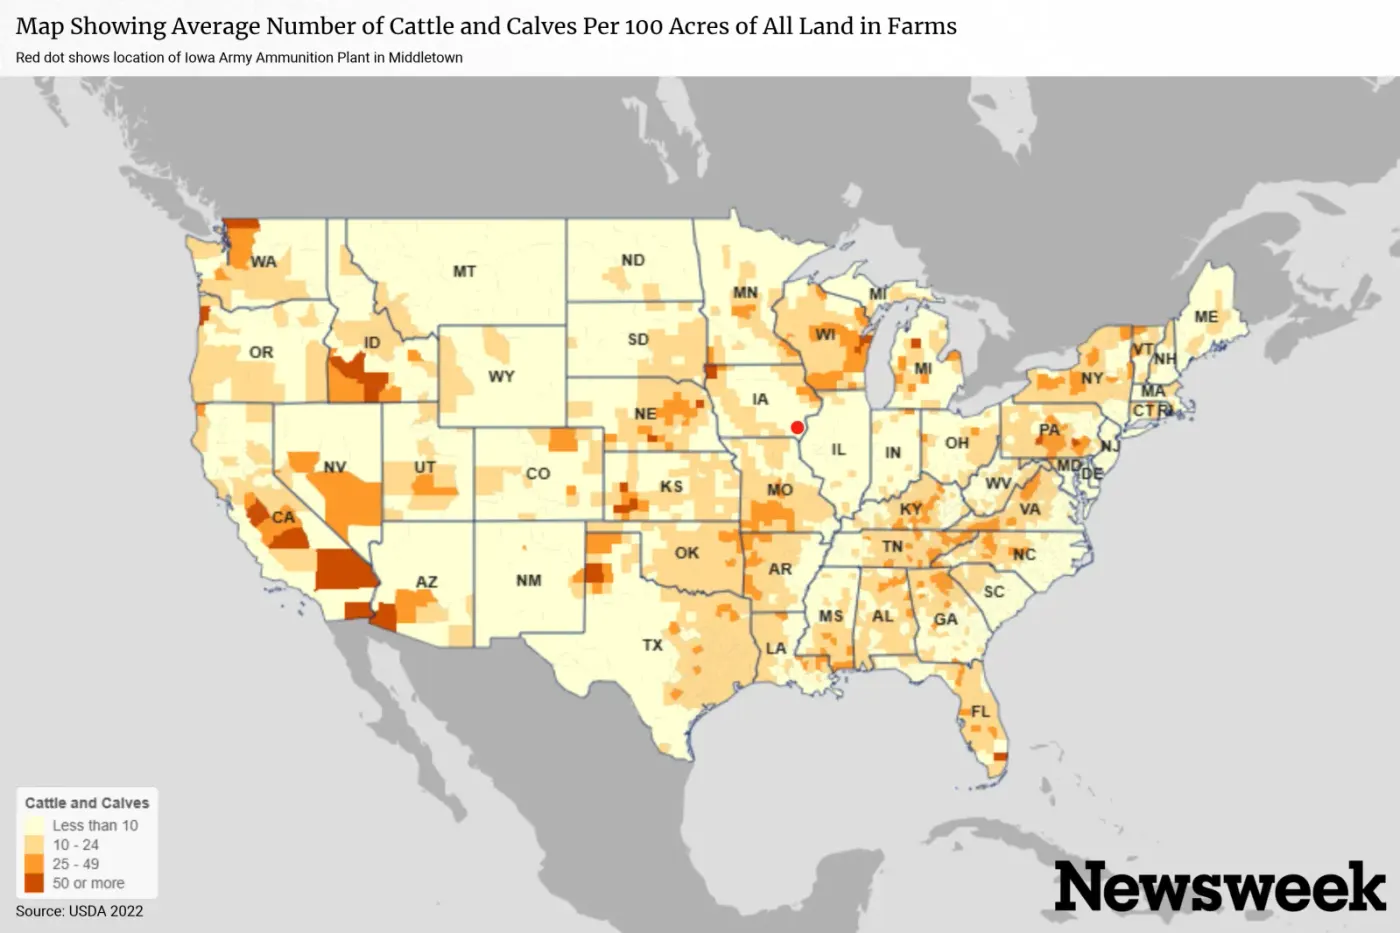 Map Showing Average Number of Cattle and Calves Per 100 Acres of All Land in Farms
Red dot shows location of Iowa Army Ammunition Plant in Middletown
WA
MT
ND
MN
MI
ME
OR
ID
WY
SD
WI
MI
VT
NH
NY
MA
CT
RI
NV
UT
CO
NE
IA
IL
IN
OH
PA
NJ
MD
DE
WV
VA
CA
KS
MO
KY
AZ
NM
OK
AR
TN
NC
SC
TX
LA
MS
AL
GA
FL
Cattle and Calves
Less than 10
10 - 24
25 - 49
50 or more
Source: USDA 2022
Newsweek